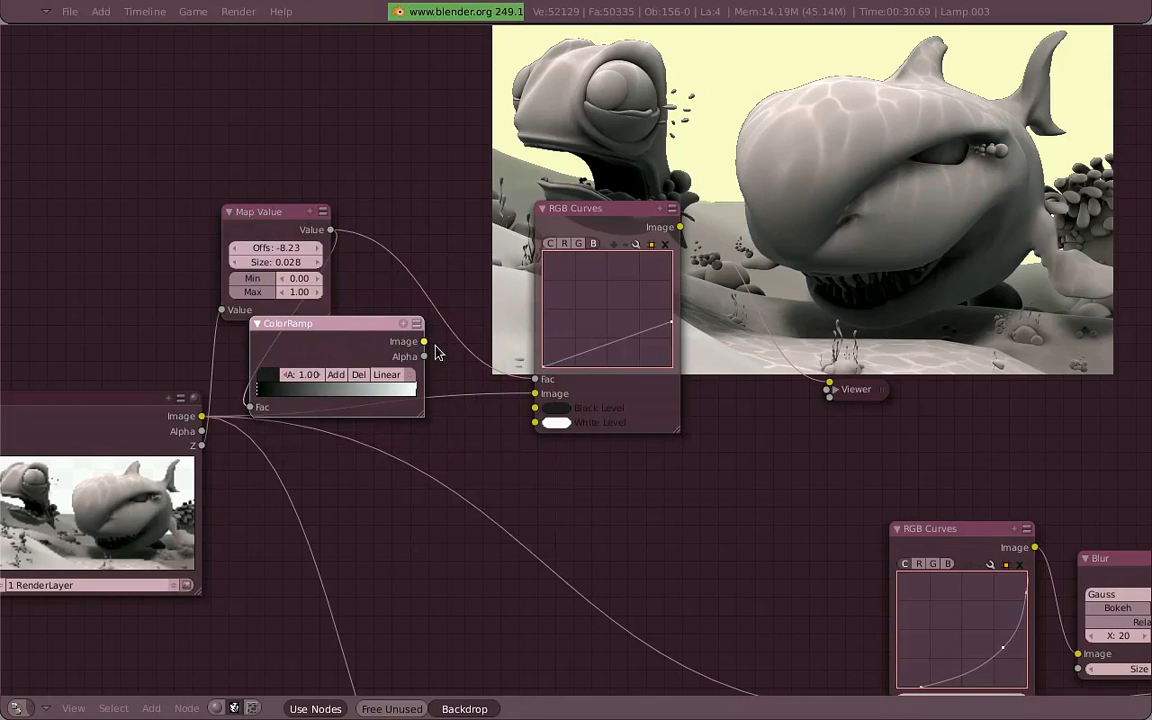 File Add Timeline Game Render Help www.blender.org 249.1 Ve:52129 | Fa:50335 | Ob:156-0 | La:4 | Mem:14.19M (45.14M) | Time:00:30.69 | Lamp.003
Map Value
Value
Offs: -8.23
Size: 0.028
Min 0.00
Max 1.00
Value
ColorRamp
Image
Alpha
A: 1.00 Add Del Linear
Fac
RGB Curves
Image
C R G B X
Fac
Image
Black Level
White Level
Viewer
Image
Alpha
Z
1 RenderLayer
RGB Curves
Image
C R G B X
Blur
Gauss
Bokeh
Rela
X: 20
Image
Size
View Select Add Node Use Nodes Free Unused Backdrop